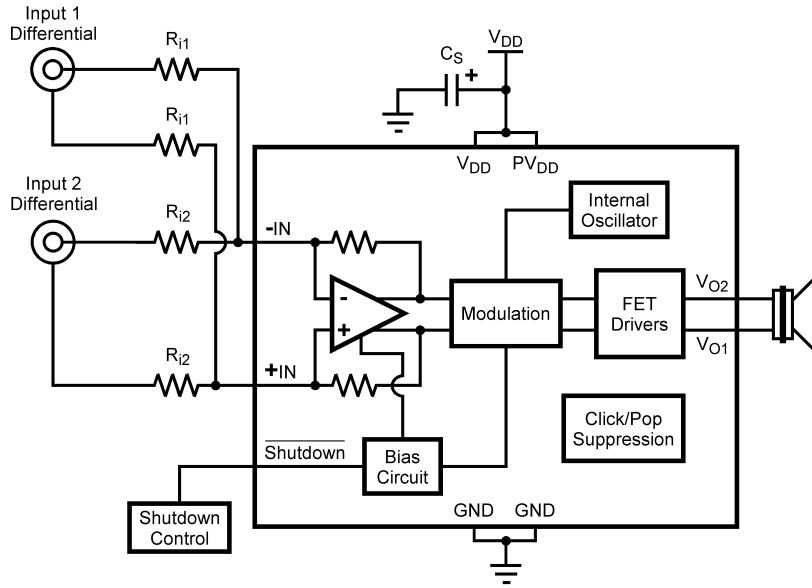 Input 1
Differential
Ri1
Ri1
Input 2
Differential
Ri2
Ri2
CS
+
VDD
VDD
PVDD
-IN
+IN
-
+
Internal
Oscillator
Modulation
FET
Drivers
VO2
VO1
Click/Pop
Suppression
Shutdown
Bias
Circuit
Shutdown
Control
GND
GND